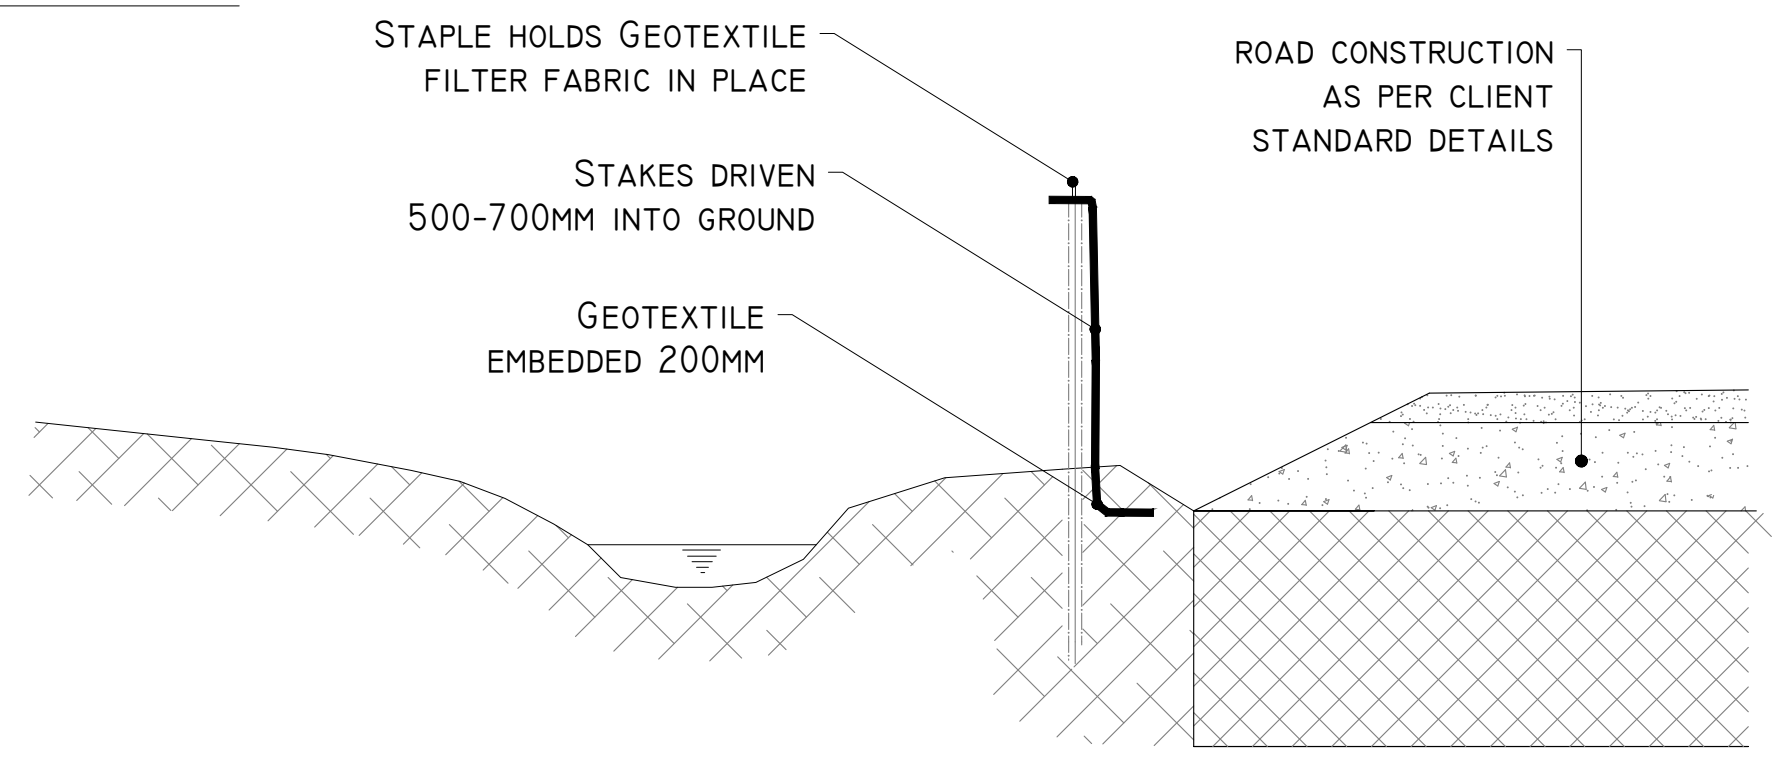 STAPLE HOLDS GEOTEXTILE
FILTER FABRIC IN PLACE
STAKES DRIVEN
500-700MM INTO GROUND
GEOTEXTILE
EMBEDDED 200MM
ROAD CONSTRUCTION
AS PER CLIENT
STANDARD DETAILS